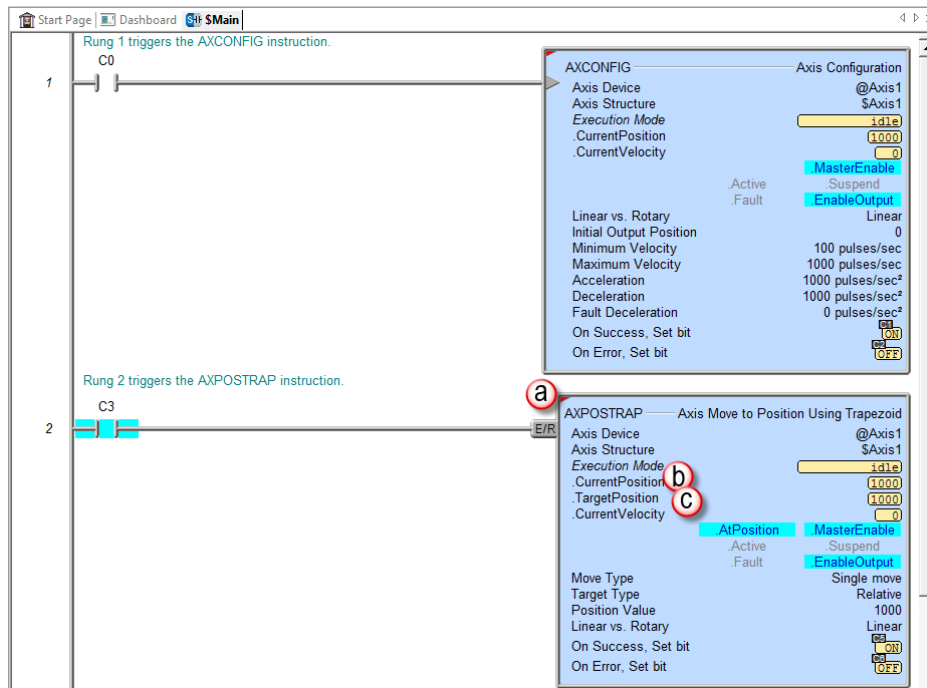 Start Page Dashboard $Main
Rung 1 triggers the AXCONFIG instruction.
C0
1
AXCONFIG Axis Configuration
Axis Device @Axis1
Axis Structure $Axis1
Execution Mode idle
.CurrentPosition 1000
.CurrentVelocity 0
.MasterEnable
.Active .Suspend
.Fault .EnableOutput
Linear vs. Rotary Linear
Initial Output Position 0
Minimum Velocity 100 pulses/sec
Maximum Velocity 1000 pulses/sec
Acceleration 1000 pulses/sec²
Deceleration 1000 pulses/sec²
Fault Deceleration 0 pulses/sec²
C1
On Success, Set bit ON
C2
On Error, Set bit OFF
Rung 2 triggers the AXPOSTRAP instruction.
a
C3
2
E/R
AXPOSTRAP Axis Move to Position Using Trapezoid
Axis Device @Axis1
Axis Structure $Axis1
Execution Mode idle
.CurrentPosition b 1000
.TargetPosition c 1000
.CurrentVelocity 0
.AtPosition .MasterEnable
.Active .Suspend
.Fault .EnableOutput
Move Type Single move
Target Type Relative
Position Value 1000
Linear vs. Rotary Linear
C5
On Success, Set bit ON
On Error, Set bit OFF